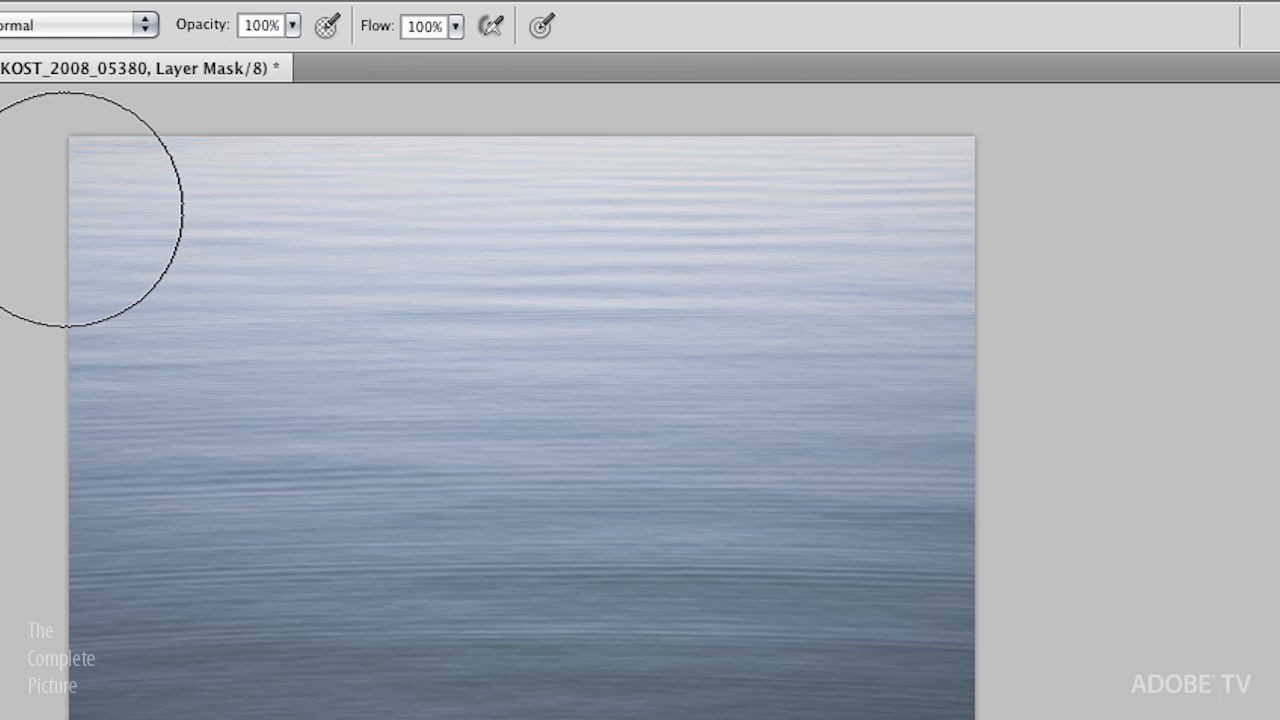 ormal
Opacity: 100%
Flow: 100%
KOST_2008_05380, Layer Mask/8) *
The
Complete
Picture
ADOBE TV